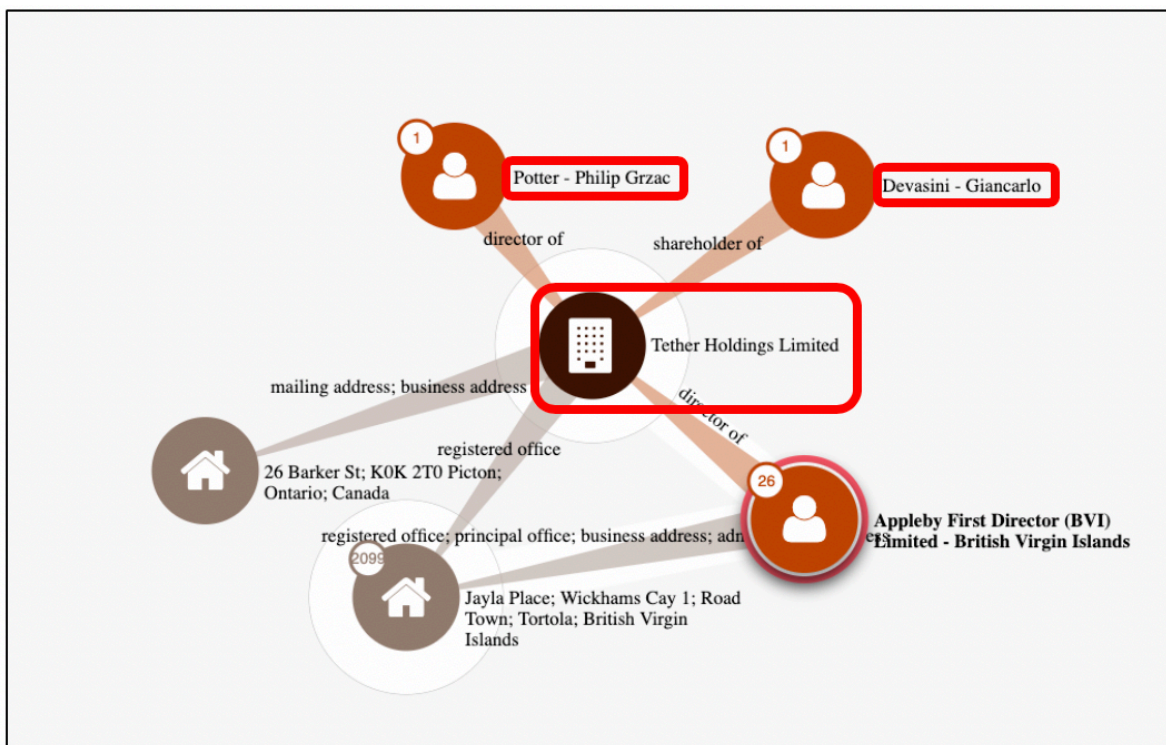 1
Potter - Philip Grzac
1
Devasini - Giancarlo
director of
shareholder of
Tether Holdings Limited
mailing address; business address
director of
registered office
26 Barker St; K0K 2T0 Picton;
Ontario; Canada
26
Appleby First Director (BVI)
Limited - British Virgin Islands
registered office; principal office; business address;
2099
Jayla Place; Wickhams Cay 1; Road
Town; Tortola; British Virgin
Islands